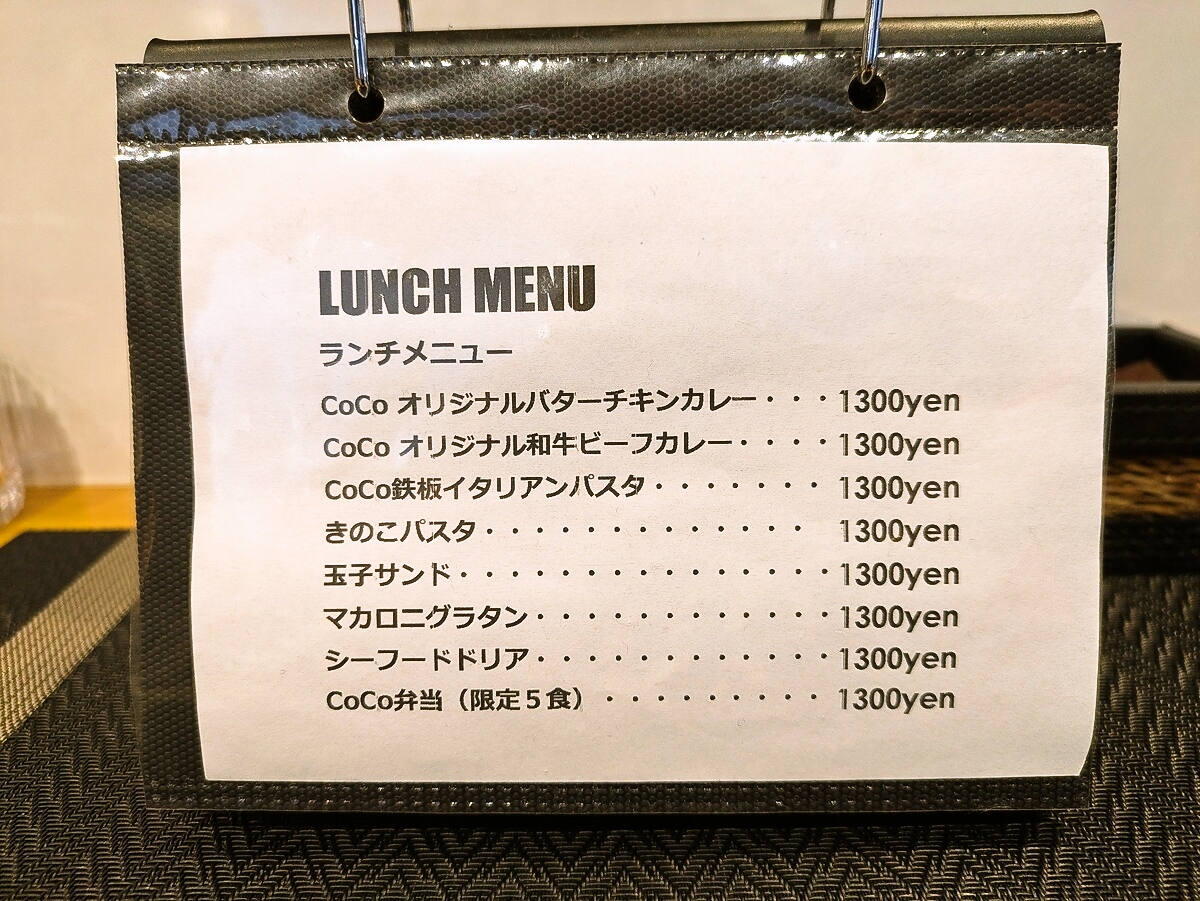 LUNCH MENU
ランチメニュー
CoCo オリジナルバターチキンカレー・・・1300yen
CoCo オリジナル和牛ビーフカレー・・・・1300yen
CoCo鉄板イタリアンパスタ・・・・・・・1300yen
きのこパスタ・・・・・・・・・・・・・ 1300yen
玉子サンド・・・・・・・・・・・・・・・1300yen
マカロニグラタン・・・・・・・・・・・・1300yen
シーフードドリア・・・・・・・・・・・・1300yen
CoCo弁当（限定５食）・・・・・・・・・1300yen